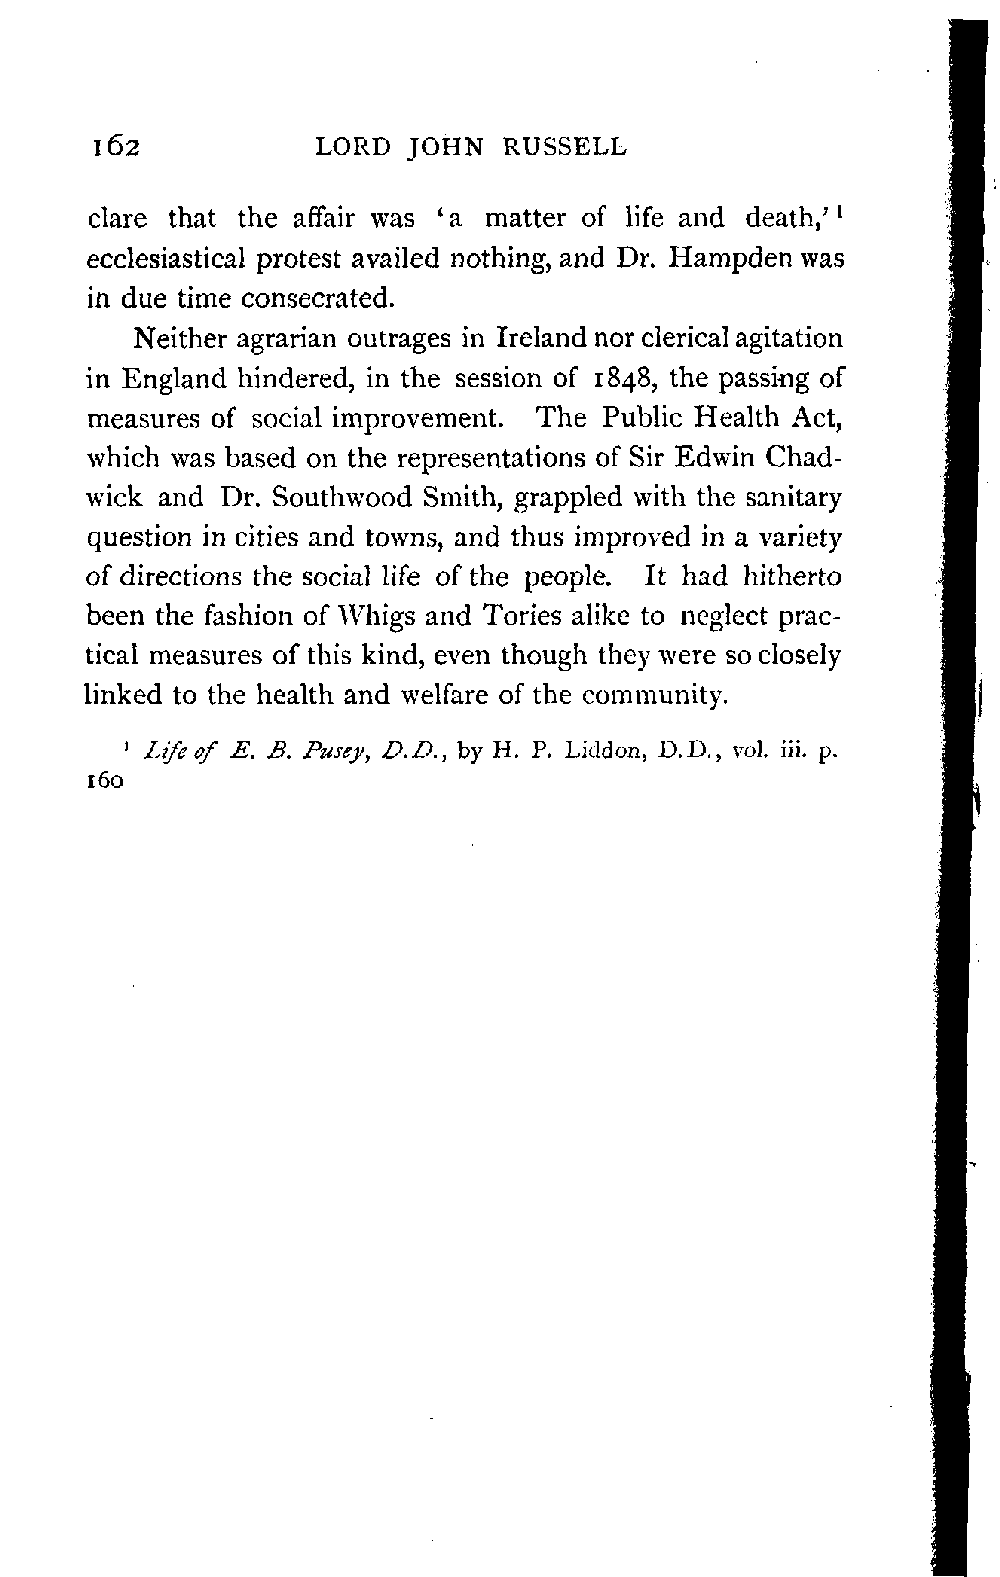 162 LORD JOHN RUSSELL
clare that the affair was ‘a matter of life and death,’ ¹
ecclesiastical protest availed nothing, and Dr. Hampden was
in due time consecrated.
Neither agrarian outrages in Ireland nor clerical agitation
in England hindered, in the session of 1848, the passing of
measures of social improvement. The Public Health Act,
which was based on the representations of Sir Edwin Chad-
wick and Dr. Southwood Smith, grappled with the sanitary
question in cities and towns, and thus improved in a variety
of directions the social life of the people. It had hitherto
been the fashion of Whigs and Tories alike to neglect prac-
tical measures of this kind, even though they were so closely
linked to the health and welfare of the community.
¹ Life of E. B. Pusey, D.D., by H. P. Liddon, D.D., vol. iii. p.
160